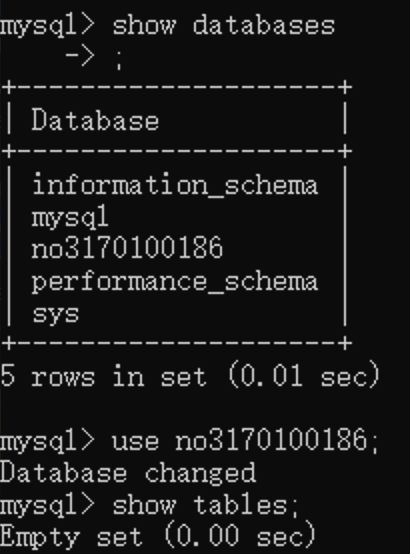 mysql> show databases
    -> ;
+--------------------+
| Database           |
+--------------------+
| information_schema |
| mysql              |
| no3170100186       |
| performance_schema |
| sys                |
+--------------------+
5 rows in set (0.01 sec)

mysql> use no3170100186;
Database changed
mysql> show tables;
Empty set (0.00 sec)